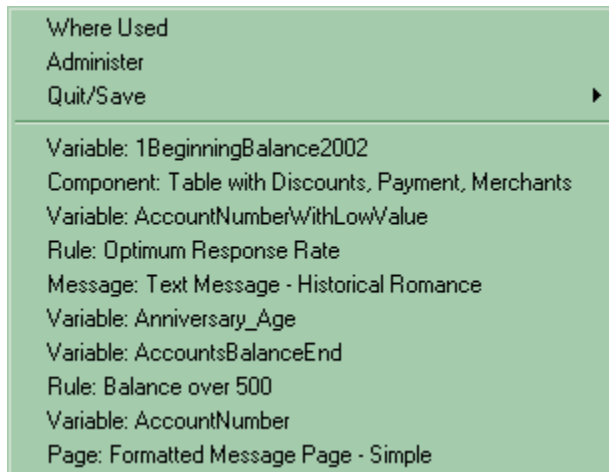 Where Used
Administer
Quit/Save
Variable: 1BeginningBalance2002
Component: Table with Discounts, Payment, Merchants
Variable: AccountNumberWithLowValue
Rule: Optimum Response Rate
Message: Text Message - Historical Romance
Variable: Anniversary_Age
Variable: AccountsBalanceEnd
Rule: Balance over 500
Variable: AccountNumber
Page: Formatted Message Page - Simple